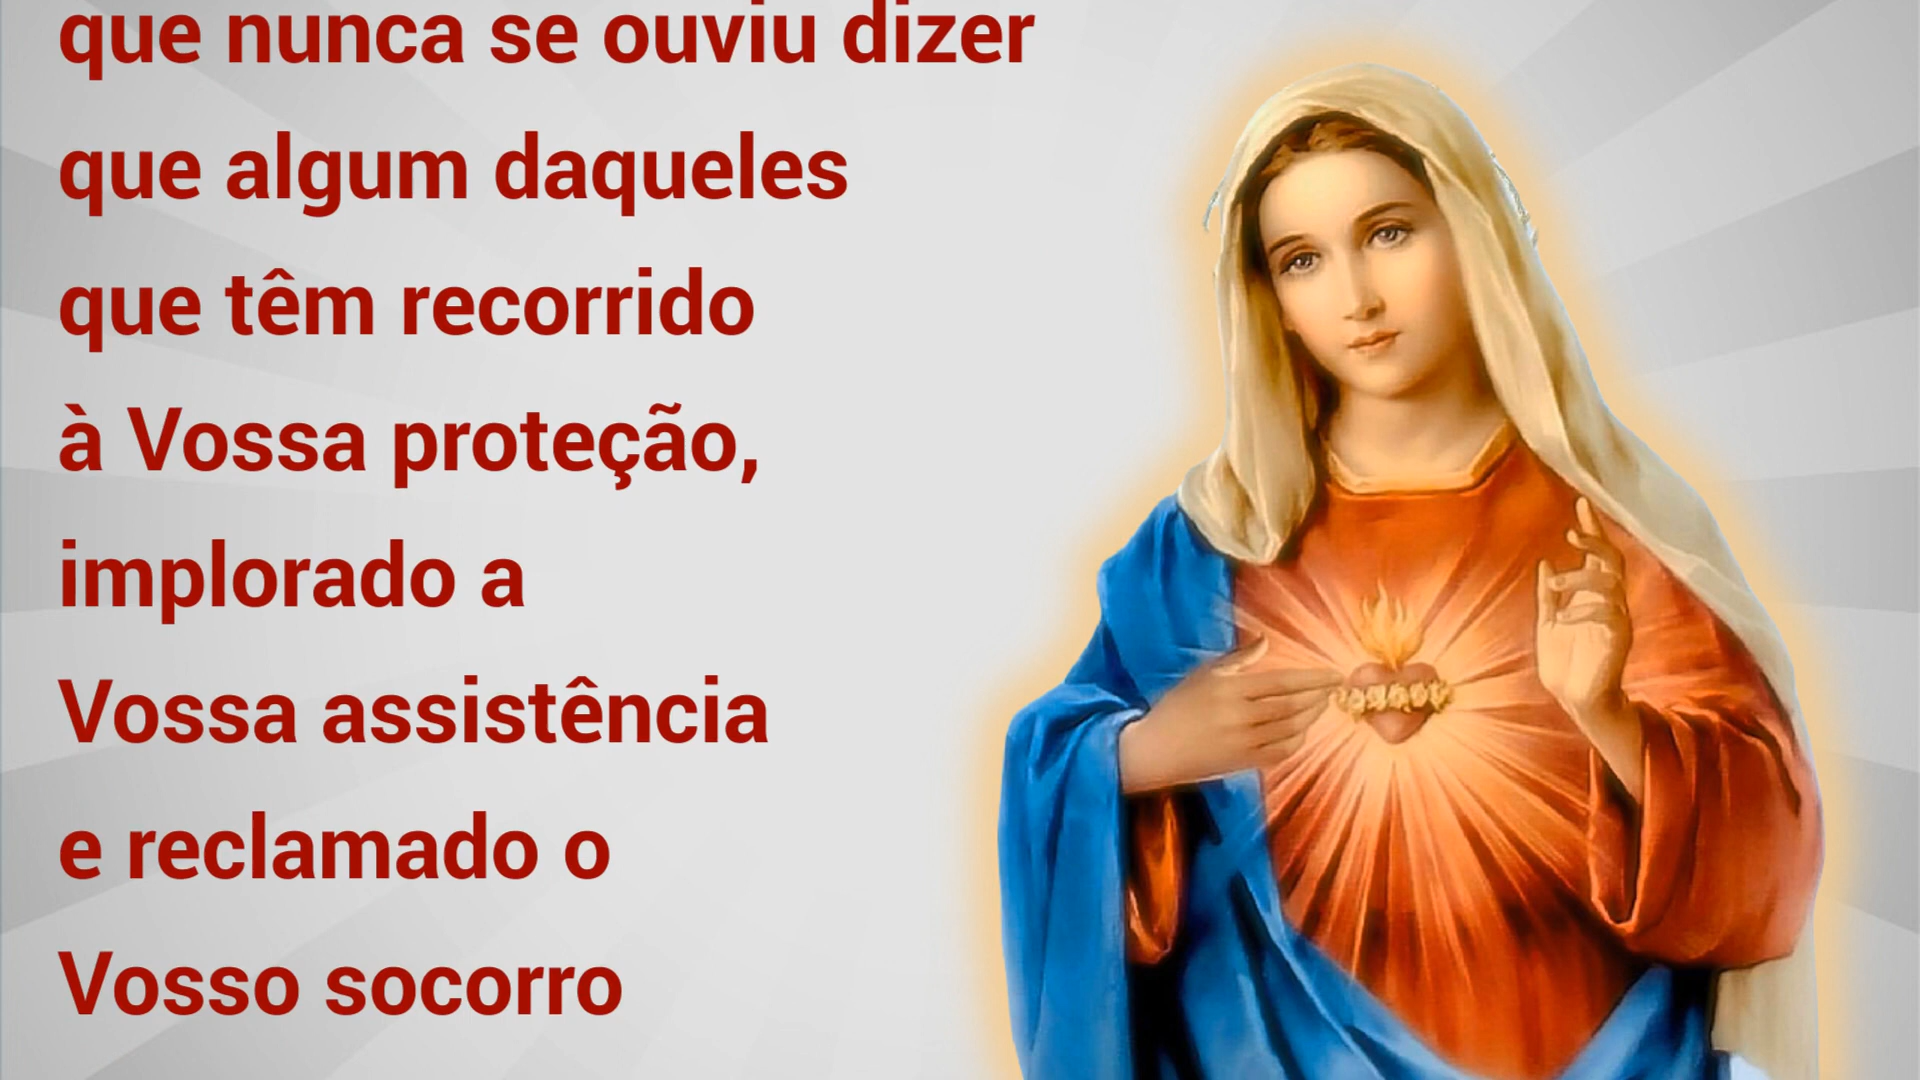 que nunca se ouviu dizer
que algum daqueles
que têm recorrido
à Vossa proteção,
implorado a
Vossa assistência
e reclamado o
Vosso socorro